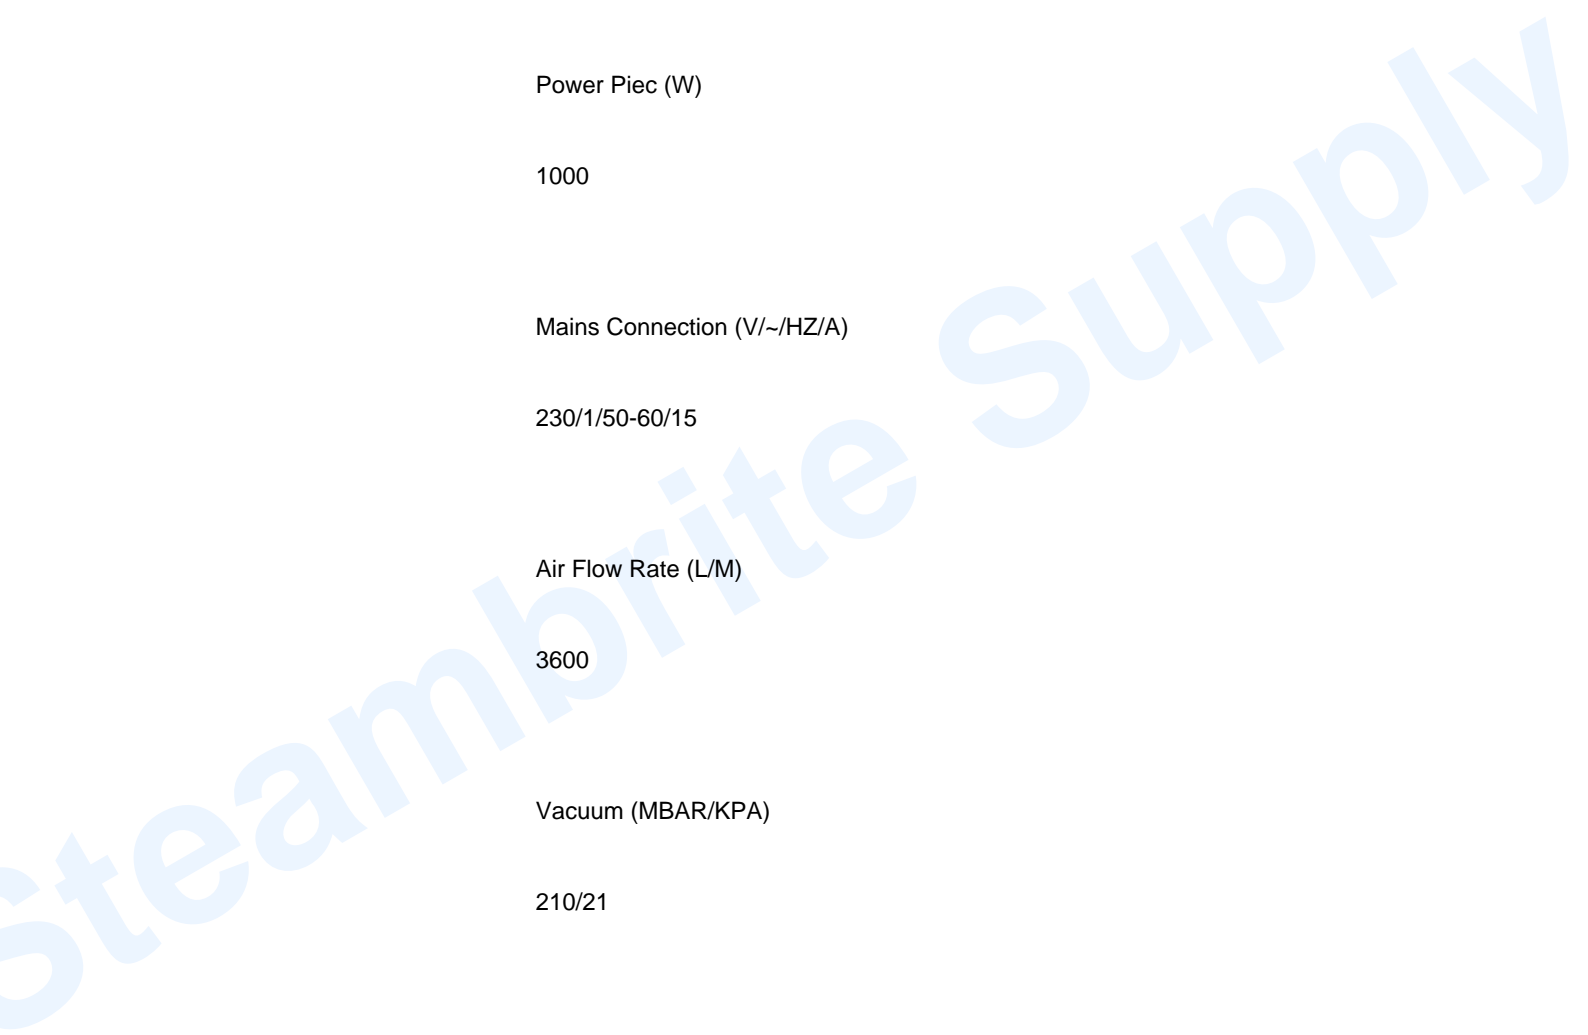 Power Piec (W)
1000
Mains Connection (V/~/HZ/A)
230/1/50-60/15
Air Flow Rate (L/M)
3600
Vacuum (MBAR/KPA)
210/21
Steambrite Supply